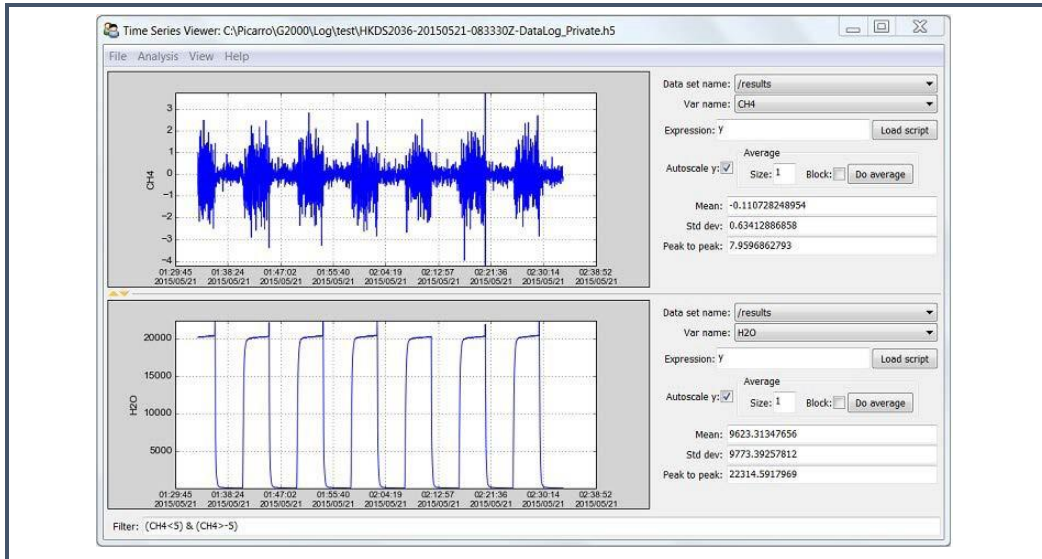 Time Series Viewer: C:\Picarro\G2000\Log\test\HKDS2036-20150521-083330Z-DataLog_Private.h5
File Analysis View Help
3
2
1
0
−1
−2
−3
−4
CH4
01:29:45 01:38:24 01:47:02 01:55:40 02:04:19 02:12:57 02:21:36 02:30:14 02:38:52
2015/05/21 2015/05/21 2015/05/21 2015/05/21 2015/05/21 2015/05/21 2015/05/21 2015/05/21 2015/05/21
Data set name: /results
Var name: CH4
Expression: y Load script
Average
Autoscale y: Size: 1 Block: Do average
Mean: -0.110728248954
Std dev: 0.63412886858
Peak to peak: 7.9596862793
20000
15000
10000
5000
H2O
01:29:45 01:38:24 01:47:02 01:55:40 02:04:19 02:12:57 02:21:36 02:30:14 02:38:52
2015/05/21 2015/05/21 2015/05/21 2015/05/21 2015/05/21 2015/05/21 2015/05/21 2015/05/21 2015/05/21
Data set name: /results
Var name: H2O
Expression: y Load script
Average
Autoscale y: Size: 1 Block: Do average
Mean: 9623.31347656
Std dev: 9773.39257812
Peak to peak: 22314.5917969
Filter: (CH4<5) & (CH4>-5)